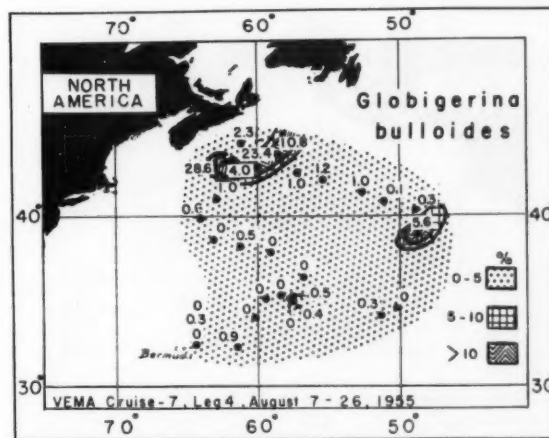 70° 60° 50°
NORTH
AMERICA
Globigerina
bulloides
2.3 10.8
23.4
28.6 4.0
1.0 1.0 1.2 1.0 0.1 0.3
40° 40°
0.6
0 0.5 0 5.6
%
0-5
0
0 0 0 0.5 0
0.3 0 0.4 0.3
5-10
0 0.9
>10
Bermuda
30° 30°
VEMA Cruise-7, Leg 4, August 7-26, 1955
70° 60° 50°